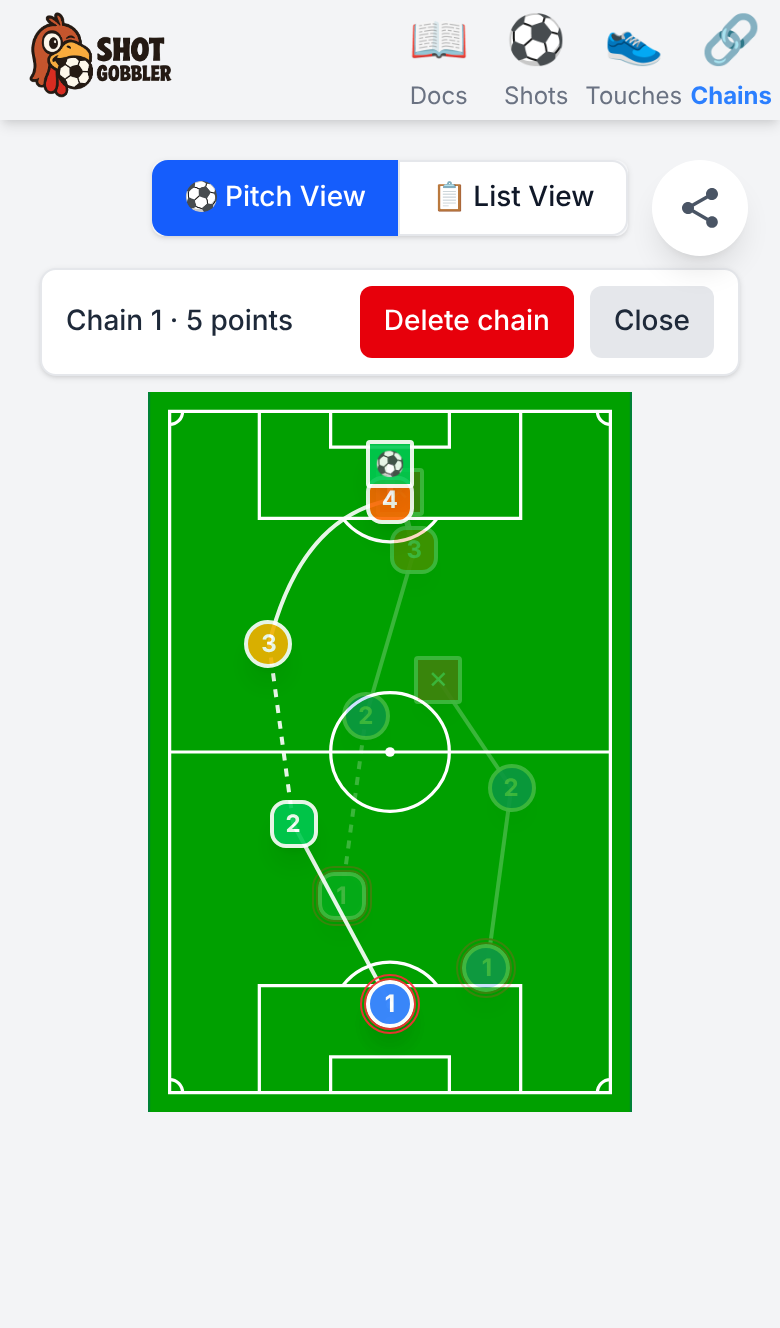 SHOT
GOBBLER
Docs
Shots
Touches
Chains
Pitch View
List View
Chain 1 · 5 points
Delete chain
Close
4
3
3
2
2
2
1
1
1